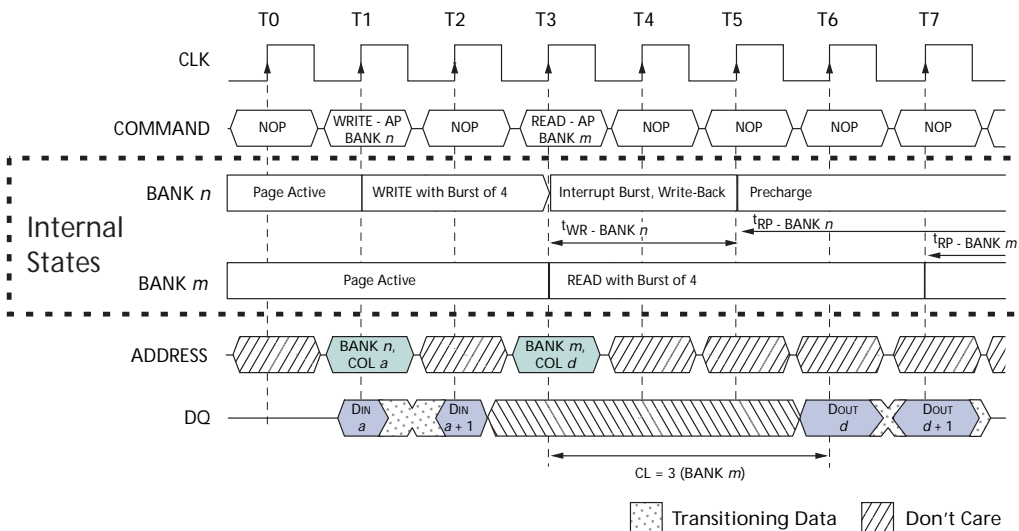 T0 T1 T2 T3 T4 T5 T6 T7
CLK
COMMAND NOP WRITE - AP BANK n NOP READ - AP BANK m NOP NOP NOP NOP
BANK n Page Active WRITE with Burst of 4 Interrupt Burst, Write-Back Precharge
tWR - BANK n tRP - BANK n
tRP - BANK m
Internal
States
BANK m Page Active READ with Burst of 4
ADDRESS BANK n, COL a BANK m, COL d
DQ DIN a DIN a + 1 DOUT d DOUT d + 1
CL = 3 (BANK m)
Transitioning Data Don't Care